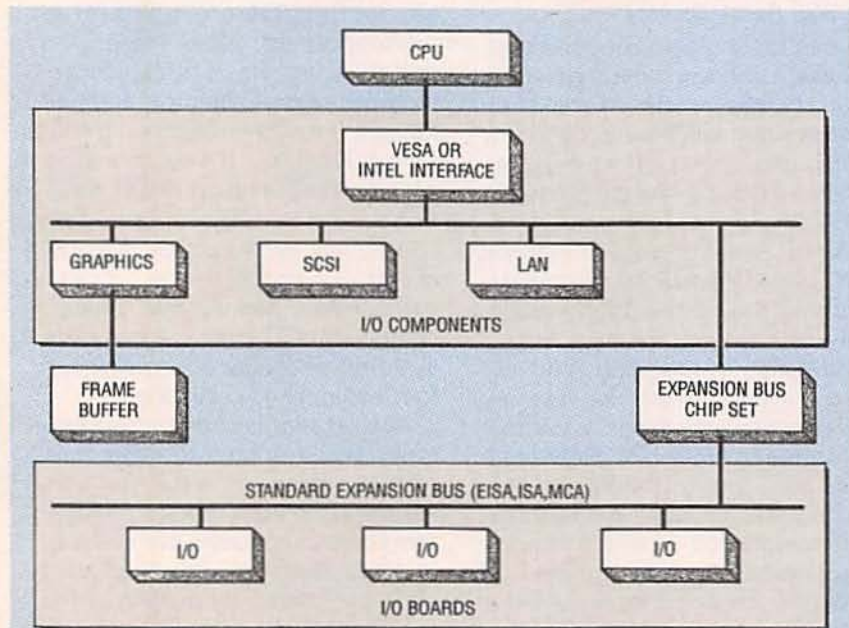 CPU
VESA OR
INTEL INTERFACE
GRAPHICS
SCSI
LAN
I/O COMPONENTS
FRAME
BUFFER
EXPANSION BUS
CHIP SET
STANDARD EXPANSION BUS (EISA,ISA,MCA)
I/O
I/O
I/O
I/O BOARDS